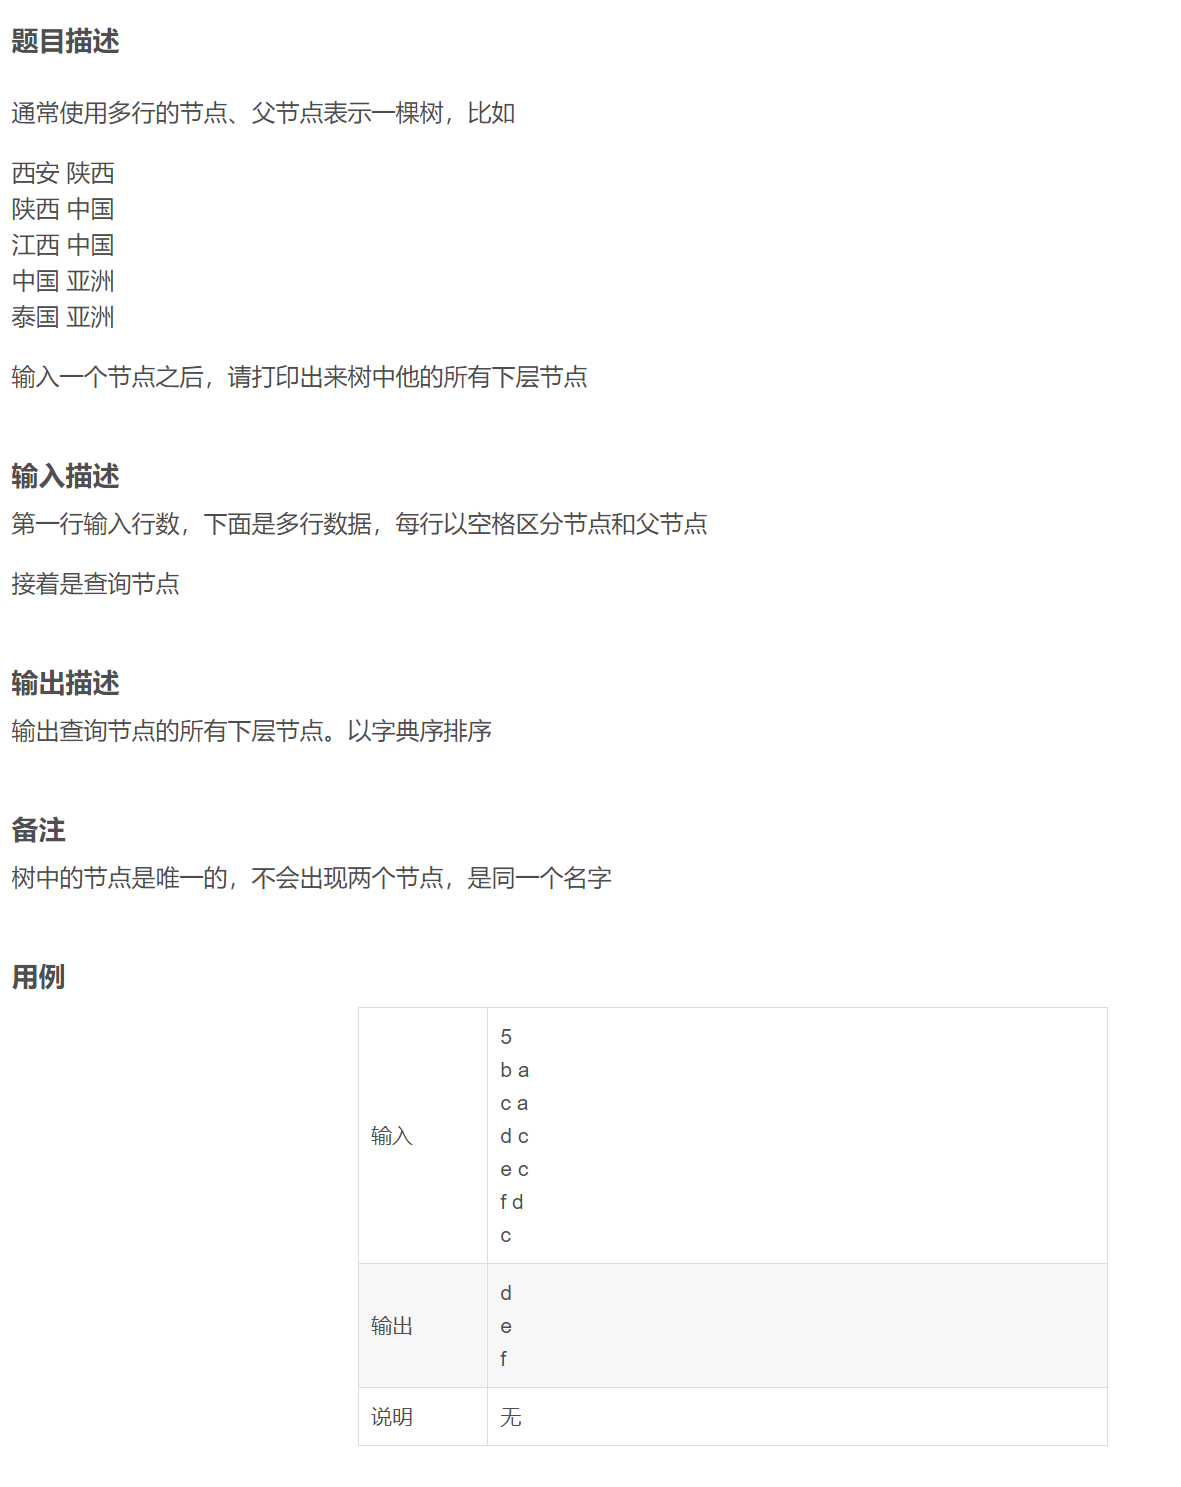 题目描述
通常使用多行的节点、父节点表示一棵树，比如
西安 陕西
陕西 中国
江西 中国
中国 亚洲
泰国 亚洲
输入一个节点之后，请打印出来树中他的所有下层节点
输入描述
第一行输入行数，下面是多行数据，每行以空格区分节点和父节点
接着是查询节点
输出描述
输出查询节点的所有下层节点。以字典序排序
备注
树中的节点是唯一的，不会出现两个节点，是同一个名字
用例
输入
5
b a
c a
d c
e c
f d
c
输出
d
e
f
说明
无